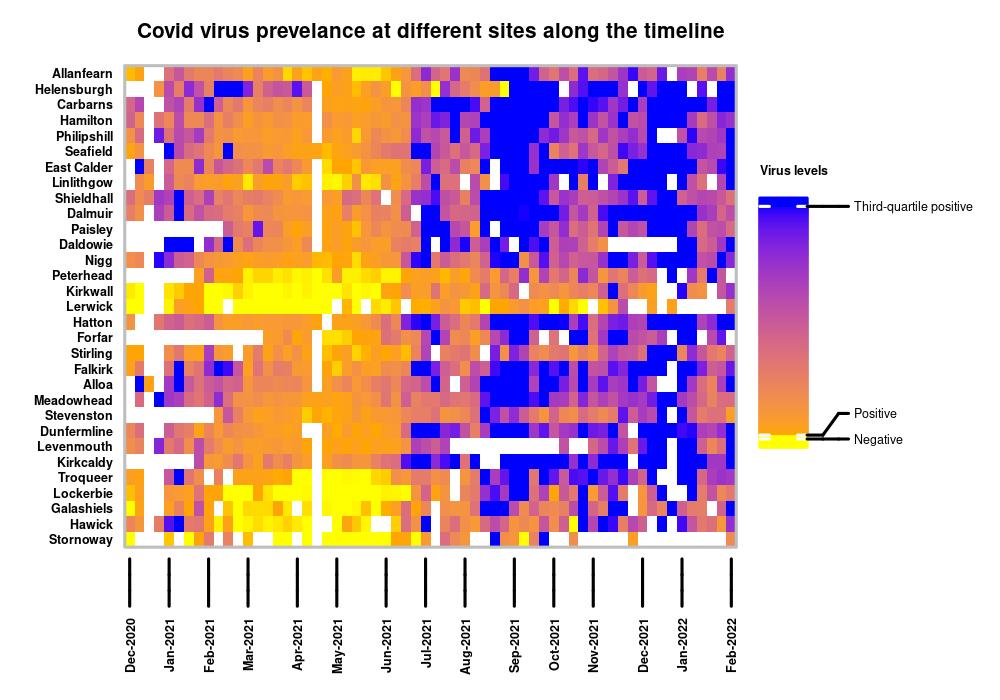 Covid virus prevelance at different sites along the timeline
Allanfearn
Helensburgh
Carbarns
Hamilton
Philipshill
Seafield
East Calder
Linlithgow
Shieldhall
Dalmuir
Paisley
Daldowie
Nigg
Peterhead
Kirkwall
Lerwick
Hatton
Forfar
Stirling
Falkirk
Alloa
Meadowhead
Stevenston
Dunfermline
Levenmouth
Kirkcaldy
Troqueer
Lockerbie
Galashiels
Hawick
Stornoway
Dec-2020
Jan-2021
Feb-2021
Mar-2021
Apr-2021
May-2021
Jun-2021
Jul-2021
Aug-2021
Sep-2021
Oct-2021
Nov-2021
Dec-2021
Jan-2022
Feb-2022
Virus levels
Third-quartile positive
Positive
Negative